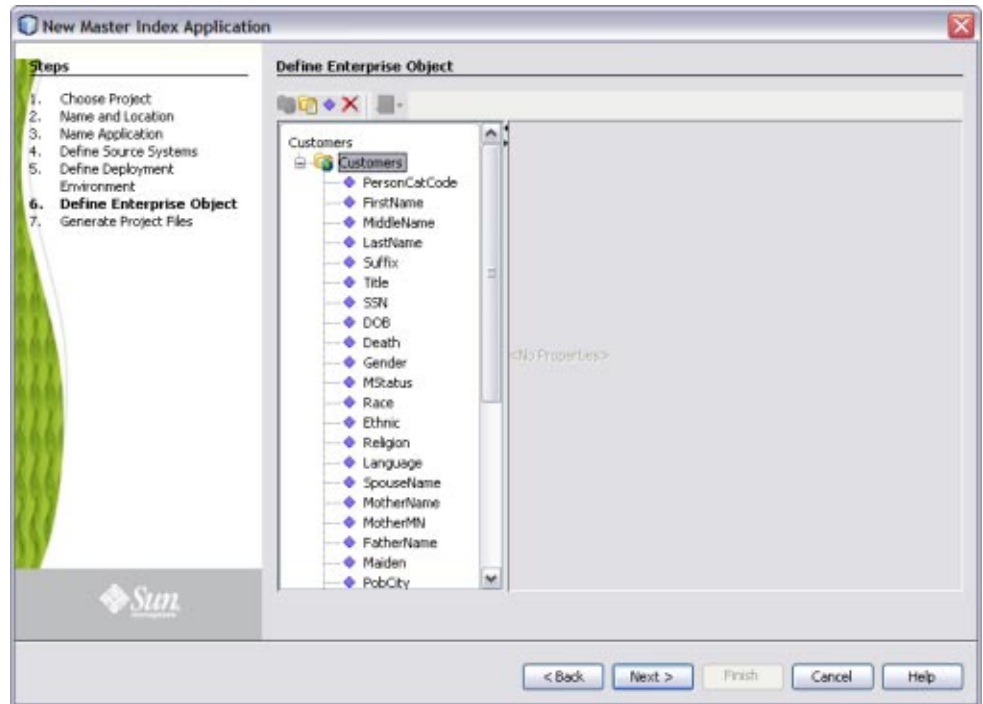 New Master Index Application
Steps
1. Choose Project
2. Name and Location
3. Name Application
4. Define Source Systems
5. Define Deployment
Environment
6. Define Enterprise Object
7. Generate Project Files
Sun
Define Enterprise Object
Customers
Customers
PersonCatCode
FirstName
MiddleName
LastName
Suffix
Title
SSN
DOB
Death
Gender
MStatus
Race
Ethnic
Religion
Language
SpouseName
MotherName
MotherMN
FatherName
Maiden
PobCity
<No Properties>
< Back
Next >
Finish
Cancel
Help